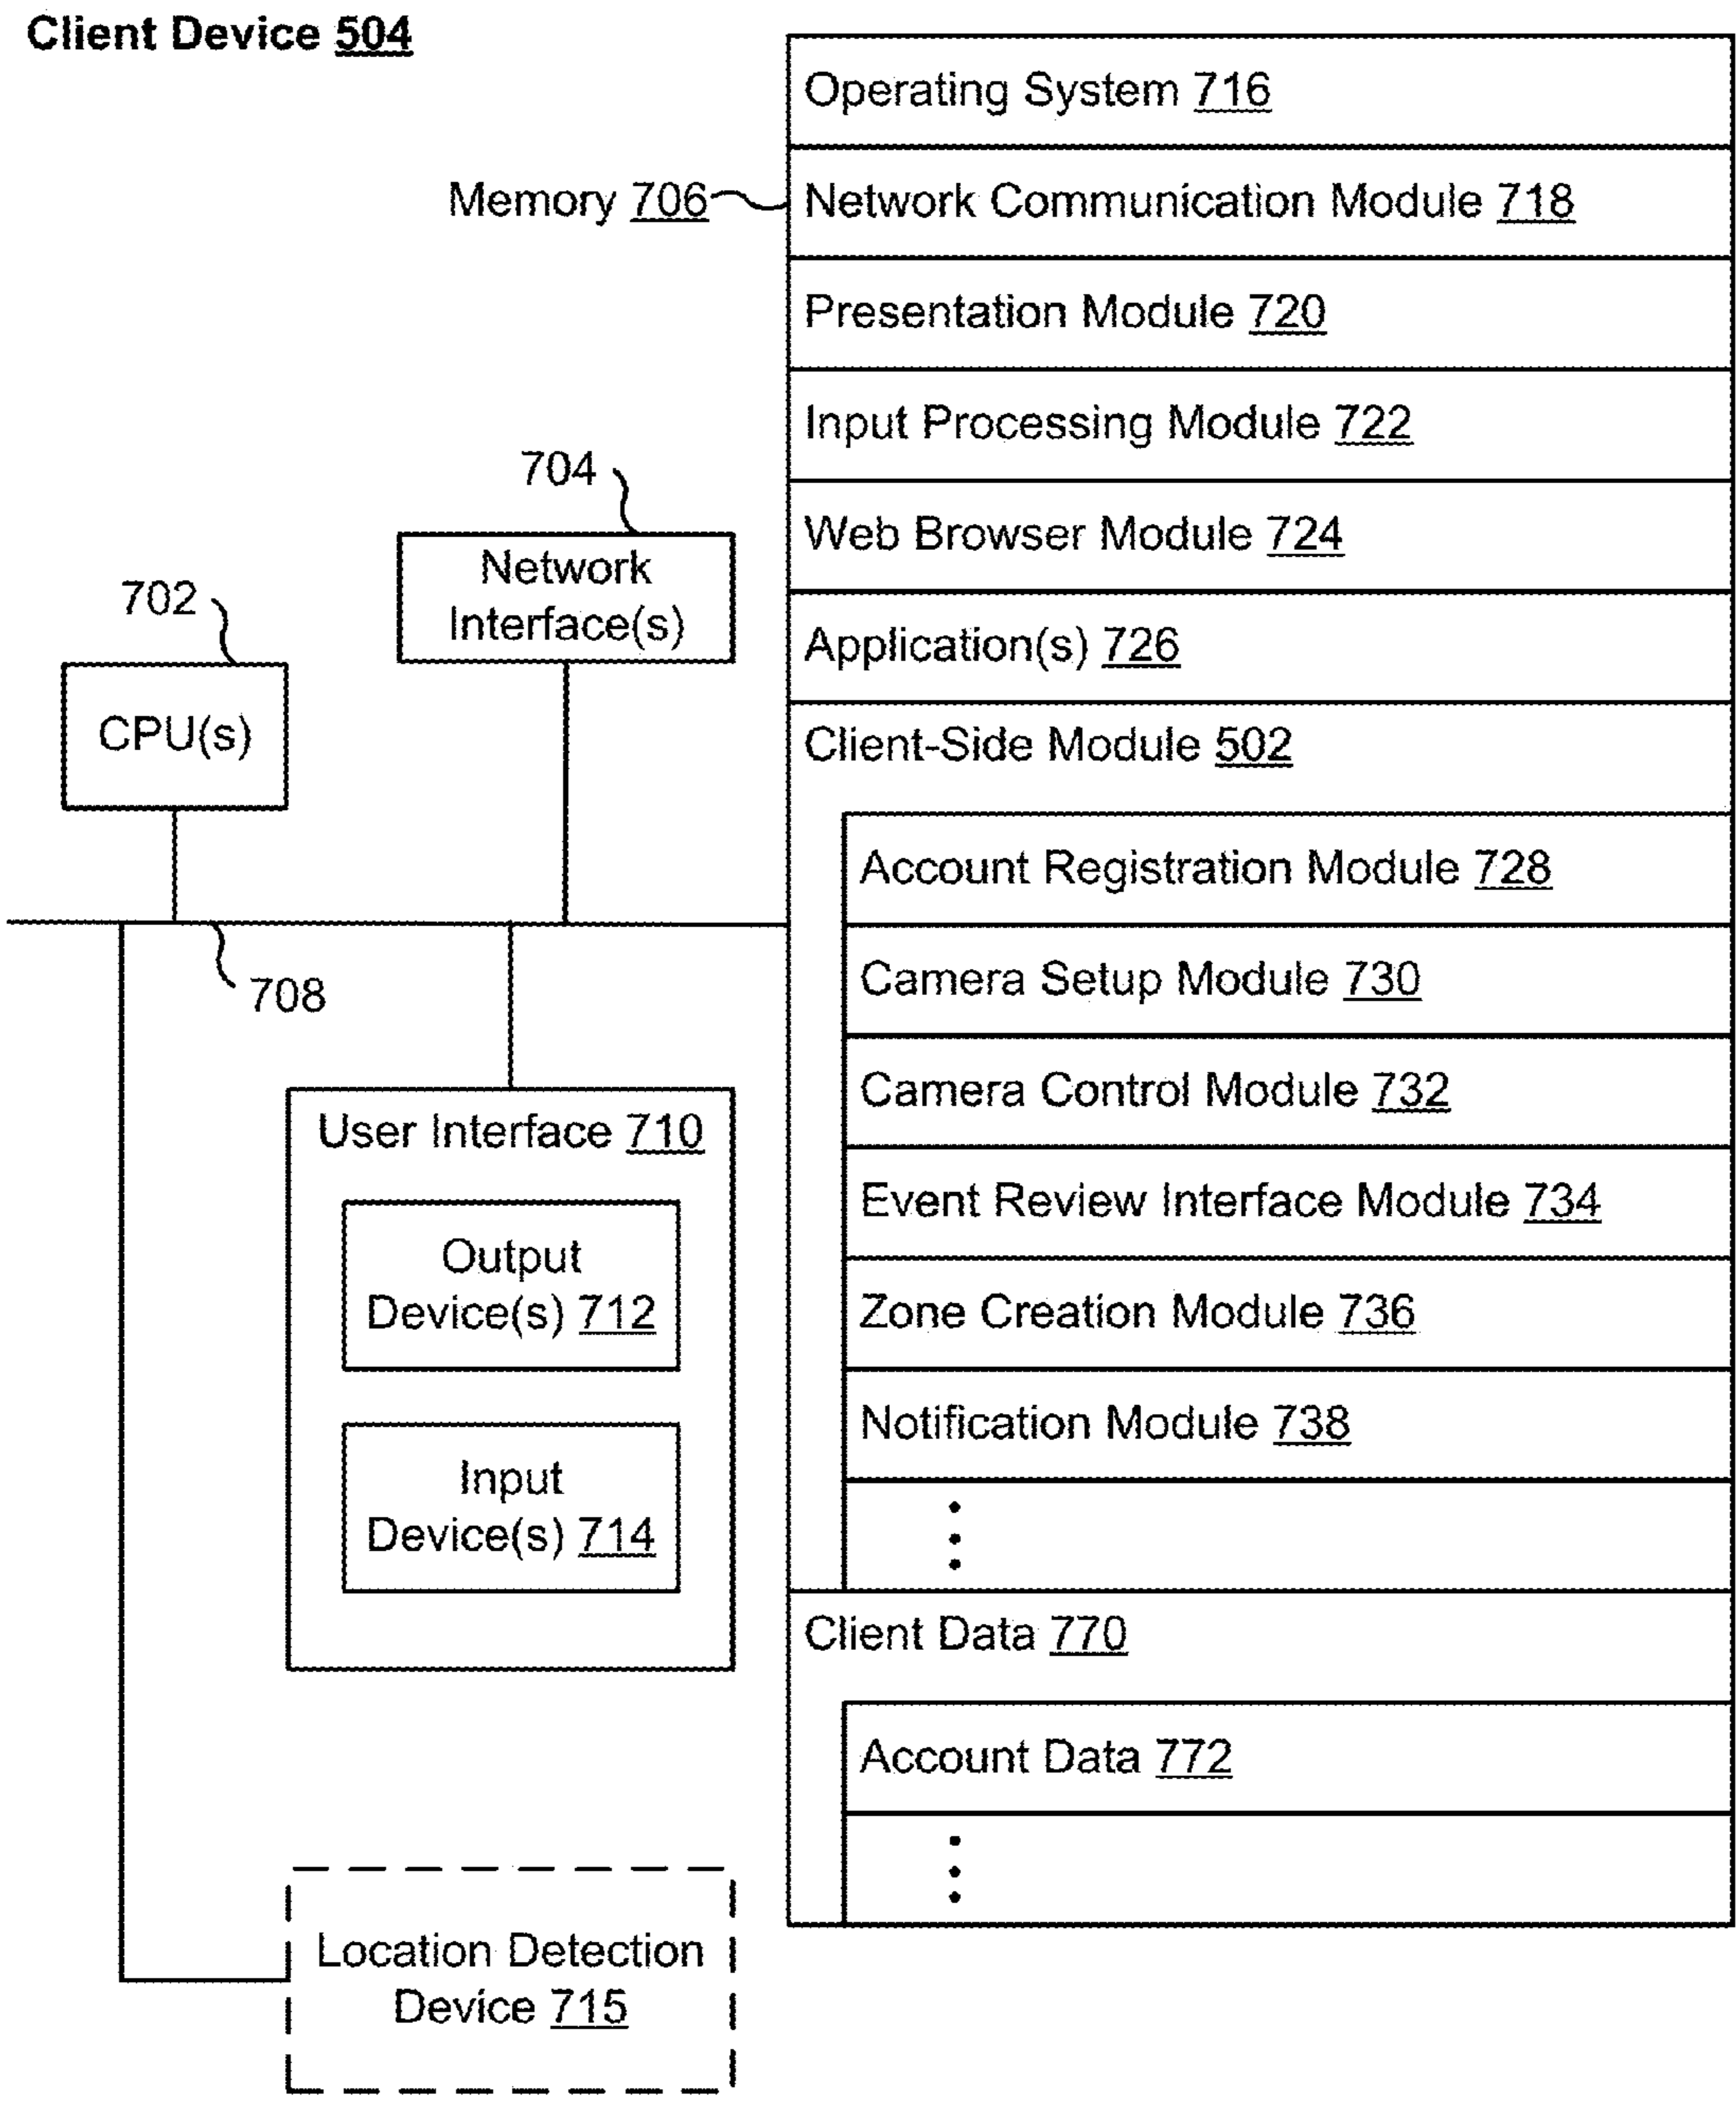 Client Device 504
Operating System 716
Memory 706
Network Communication Module 718
Presentation Module 720
Input Processing Module 722
704
Web Browser Module 724
Network
Interface(s)
702
Application(s) 726
CPU(s)
Client-Side Module 502
Account Registration Module 728
708
Camera Setup Module 730
Camera Control Module 732
User Interface 710
Event Review Interface Module 734
Output
Device(s) 712
Zone Creation Module 736
Notification Module 738
Input
Device(s) 714
Client Data 770
Account Data 772
Location Detection
Device 715